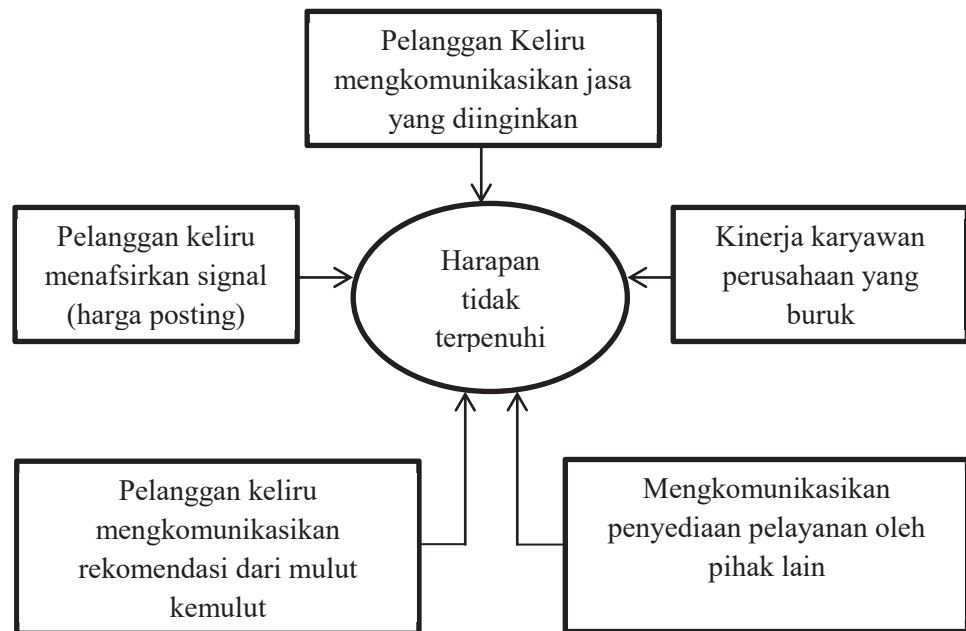 Pelanggan Keliru
mengkomunikasikan jasa
yang diinginkan
Pelanggan keliru
menafsirkan signal
(harga posting)
Harapan
tidak
terpenuhi
Kinerja karyawan
perusahaan yang
buruk
Pelanggan keliru
mengkomunikasikan
rekomendasi dari mulut
kemulut
Mengkomunikasikan
penyediaan pelayanan oleh
pihak lain